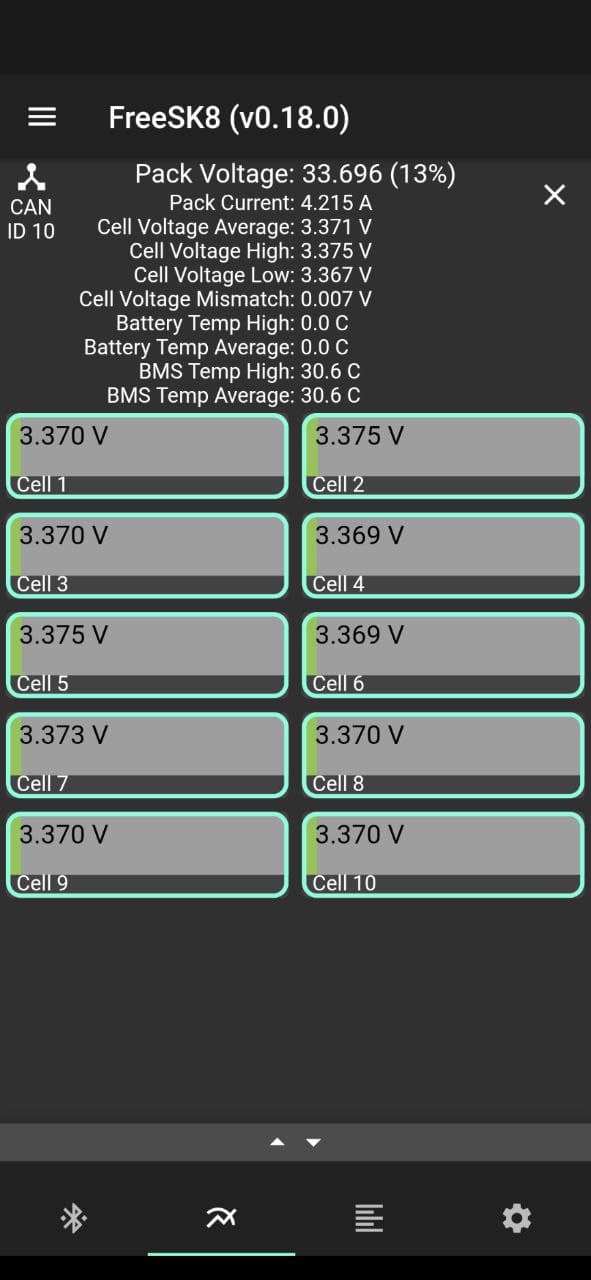 FreeSK8 (v0.18.0)
CAN
ID 10
Pack Voltage: 33.696 (13%)
Pack Current: 4.215 A
Cell Voltage Average: 3.371 V
Cell Voltage High: 3.375 V
Cell Voltage Low: 3.367 V
Cell Voltage Mismatch: 0.007 V
Battery Temp High: 0.0 C
Battery Temp Average: 0.0 C
BMS Temp High: 30.6 C
BMS Temp Average: 30.6 C
3.370 V
Cell 1
3.375 V
Cell 2
3.370 V
Cell 3
3.369 V
Cell 4
3.375 V
Cell 5
3.369 V
Cell 6
3.373 V
Cell 7
3.370 V
Cell 8
3.370 V
Cell 9
3.370 V
Cell 10